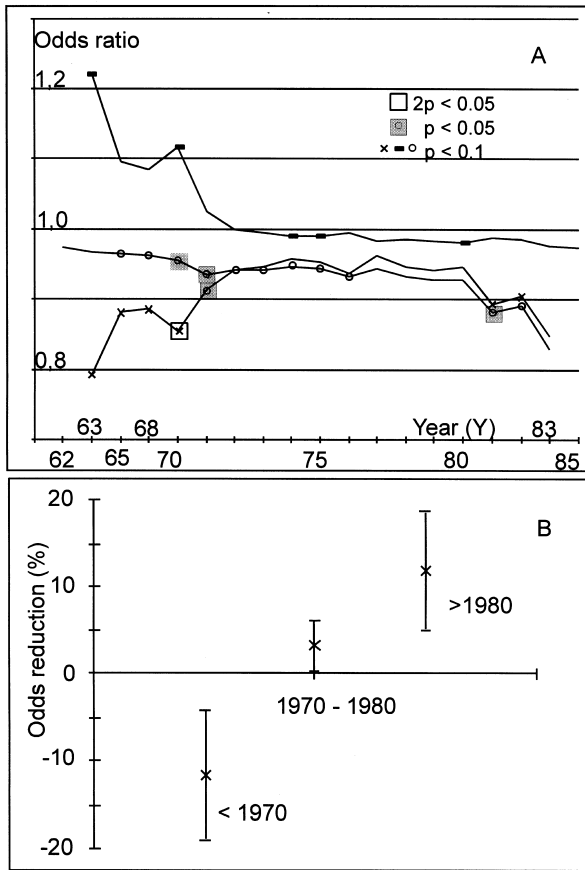 Odds ratio
A
1,2
2p < 0.05
p < 0.05
p < 0.1
1,0
0,8
63
68
Year (Y)
83
62
65
70
75
80
85
20
B
10
>1980
0
1970 - 1980
-10
< 1970
-20
Odds reduction (%)